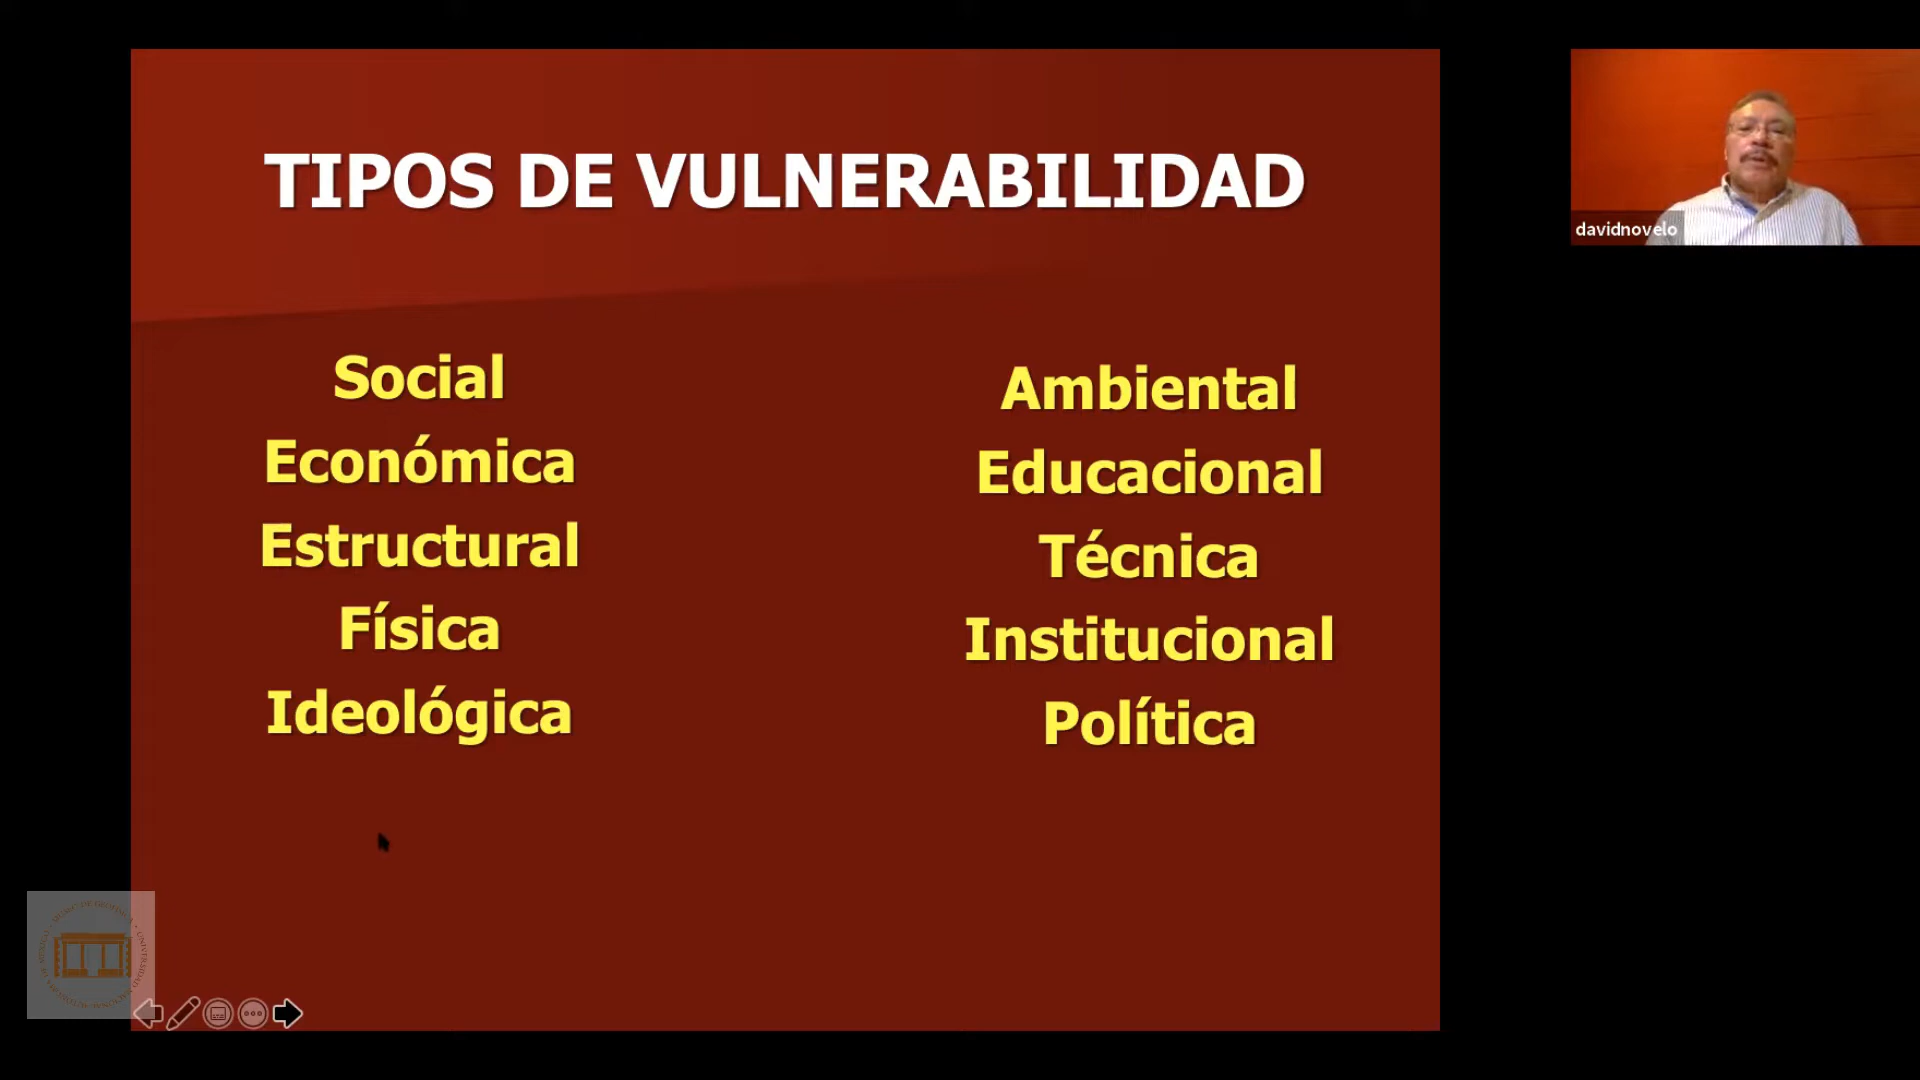 TIPOS DE VULNERABILIDAD
Social
Económica
Estructural
Física
Ideológica
Ambiental
Educacional
Técnica
Institucional
Política
davidnovelo